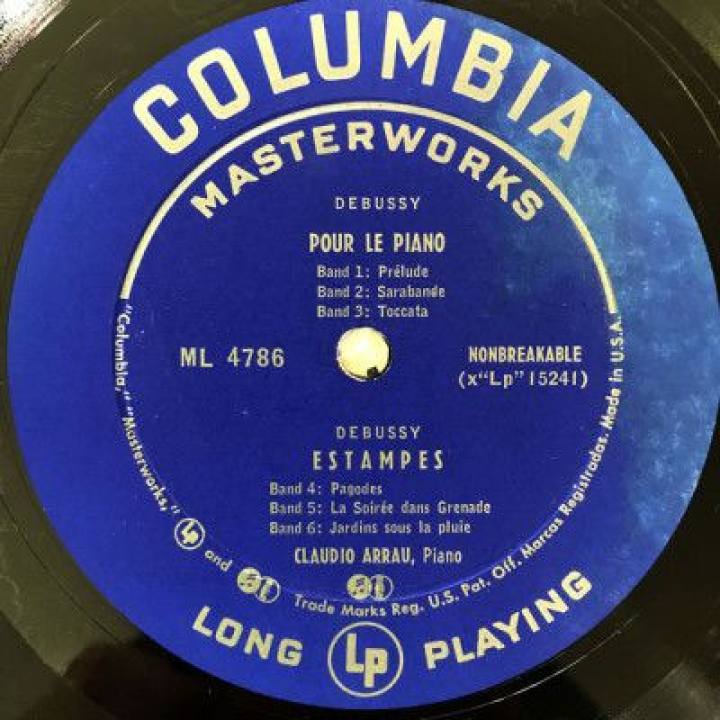 COLUMBIA
MASTERWORKS
DEBUSSY
POUR LE PIANO
Band 1: Prélude
Band 2: Sarabande
Band 3: Toccata
ML 4786
NONBREAKABLE
(x"Lp" 15241)
DEBUSSY
ESTAMPES
Band 4: Pagodes
Band 5: La Soirée dans Grenade
Band 6: Jardins sous la pluie
CLAUDIO ARRAU, Piano
"Columbia," "Masterworks," LP and Trade Marks Reg. U.S. Pat. Off. Marcas Registradas. Made in U.S.A.
LONG LP PLAYING